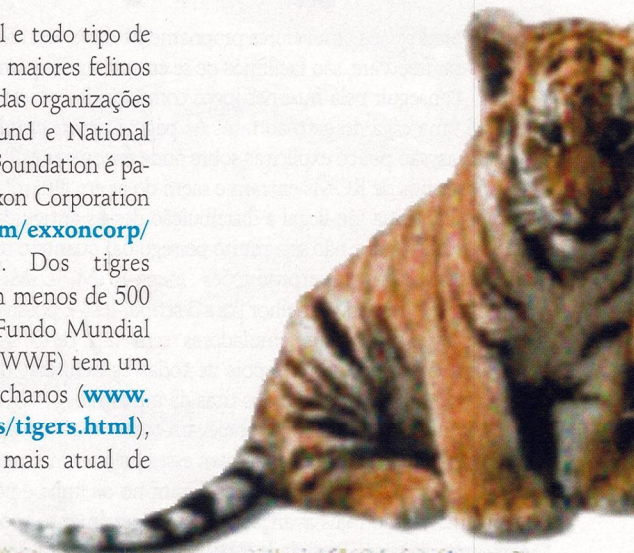 l e todo tipo de
maiores felinos
das organizações
und e National
Foundation é pa-
xon Corporation
m/exxoncorp/
. Dos tigres
n menos de 500
Fundo Mundial
WWF) tem um
chanos (www.
s/tigers.html),
mais atual de